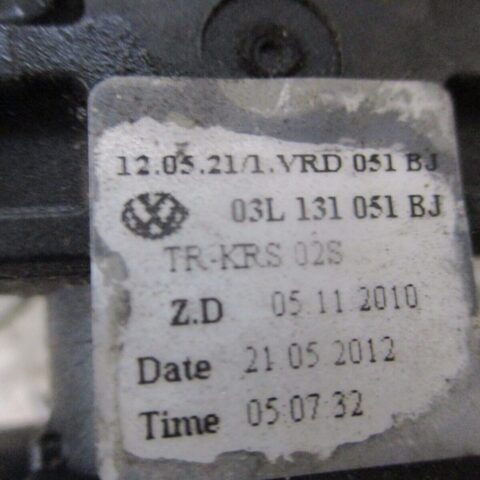 12.05.21/1.VRD 051 BJ
03L 131 051 BJ
TR-KRS 02S
Z.D 05 11 2010
Date 21 05 2012
Time 05 07 32